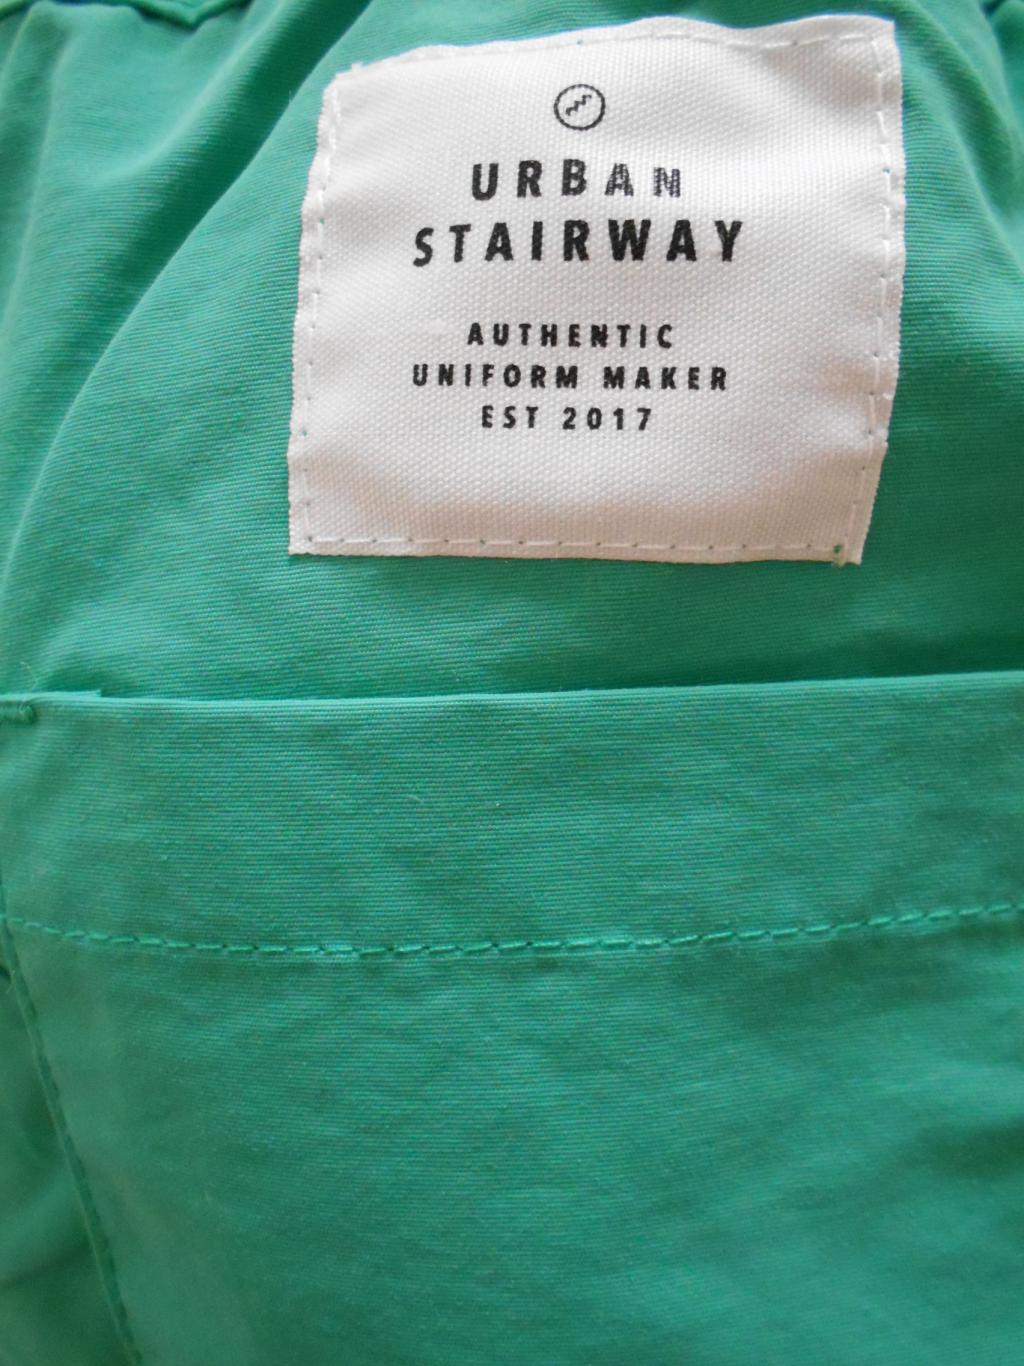 URBAN
STAIRWAY
AUTHENTIC
UNIFORM MAKER
EST 2017